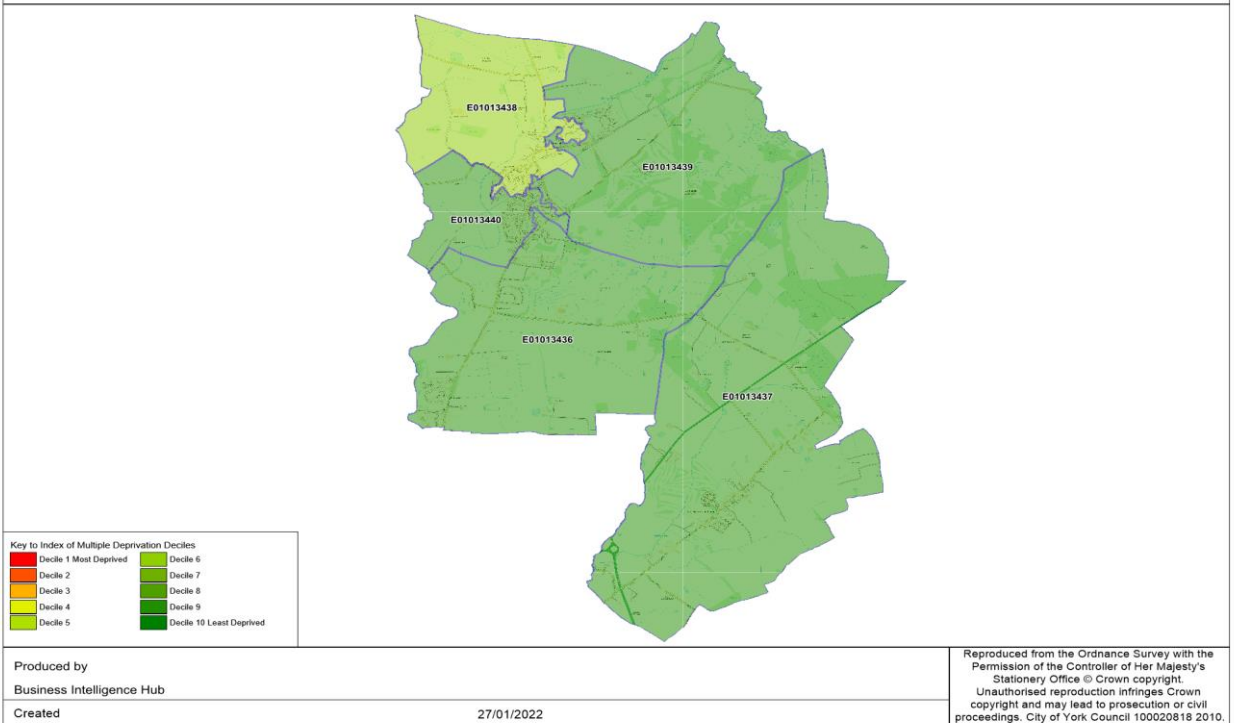 E01013438
E01013439
E01013440
E01013436
E01013437
Key to Index of Multiple Deprivation Deciles
Decile 1 Most Deprived
Decile 2
Decile 3
Decile 4
Decile 5
Decile 6
Decile 7
Decile 8
Decile 9
Decile 10 Least Deprived
Produced by
Business Intelligence Hub
Created 27/01/2022
Reproduced from the Ordnance Survey with the
Permission of the Controller of Her Majesty's
Stationery Office © Crown copyright.
Unauthorised reproduction infringes Crown
copyright and may lead to prosecution or civil
proceedings. City of York Council 100020818 2010.